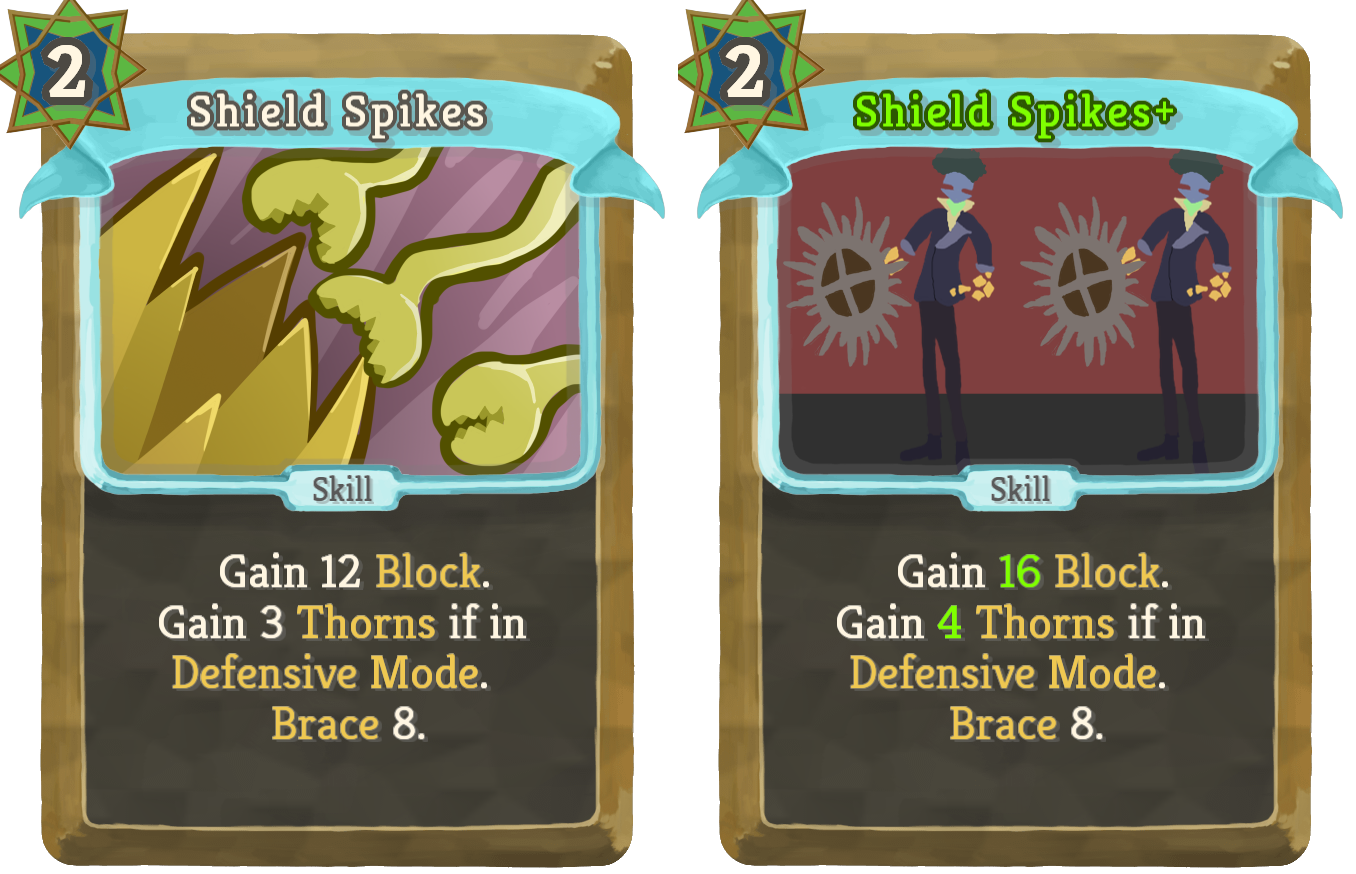 2
Shield Spikes
Skill
Gain 12 Block.
Gain 3 Thorns if in
Defensive Mode.
Brace 8.
2
Shield Spikes+
Skill
Gain 16 Block.
Gain 4 Thorns if in
Defensive Mode.
Brace 8.